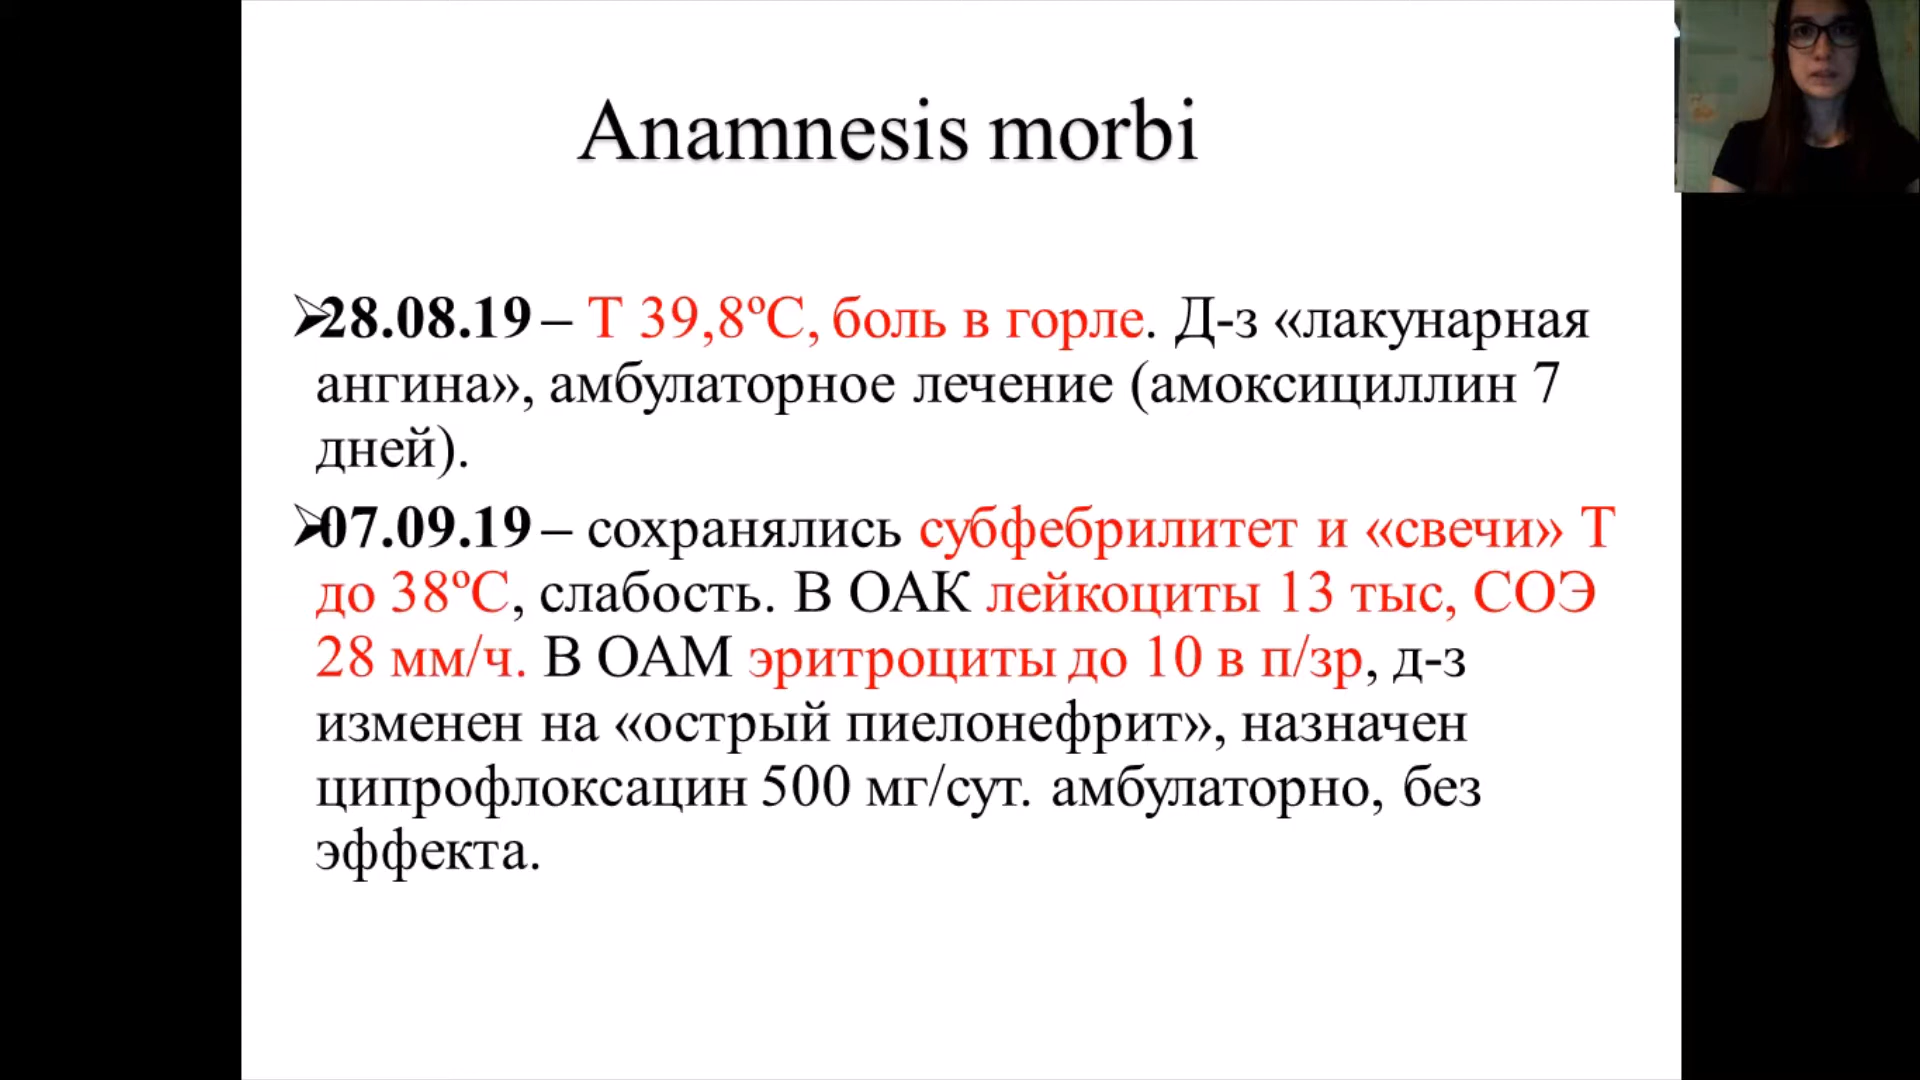 Anamnesis morbi
➢28.08.19 – Т 39,8ºС, боль в горле. Д-з «лакунарная
ангина», амбулаторное лечение (амоксициллин 7
дней).
➢07.09.19 – сохранялись субфебрилитет и «свечи» Т
до 38ºС, слабость. В ОАК лейкоциты 13 тыс, СОЭ
28 мм/ч. В ОАМ эритроциты до 10 в п/зр, д-з
изменен на «острый пиелонефрит», назначен
ципрофлоксацин 500 мг/сут. амбулаторно, без
эффекта.